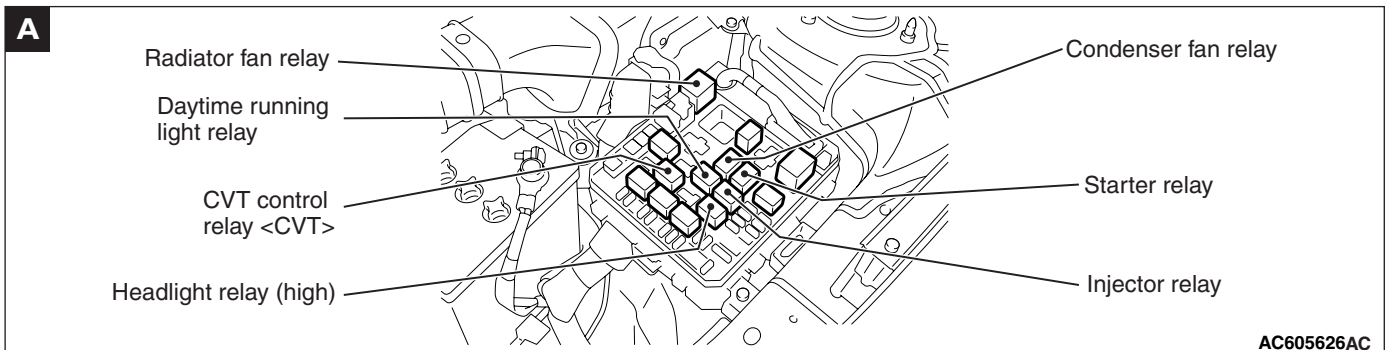 A
Radiator fan relay
Condenser fan relay
Daytime running
light relay
Starter relay
CVT control
relay <CVT>
Injector relay
Headlight relay (high)
AC605626AC